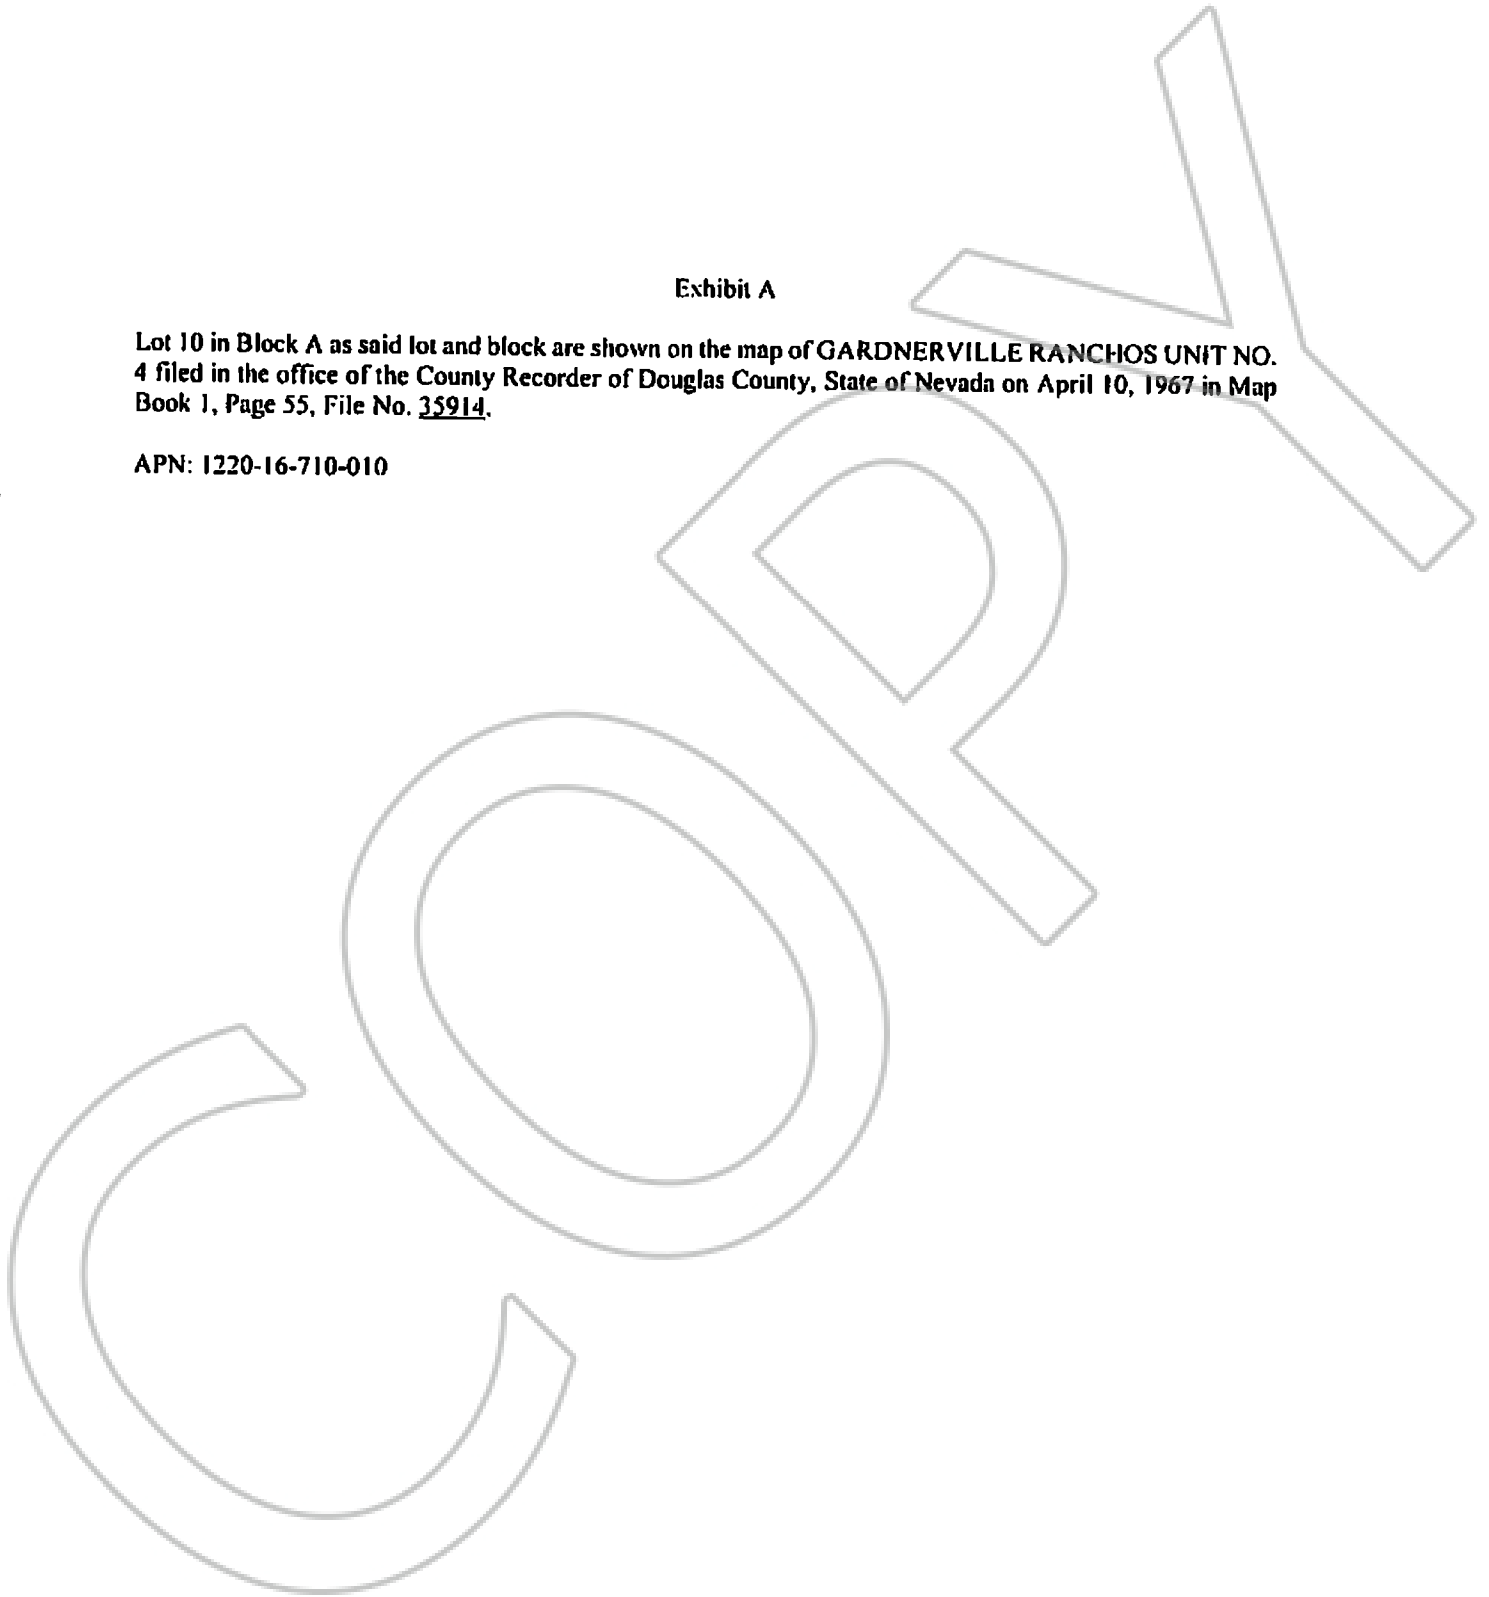 Exhibit A
Lot 10 in Block A as said lot and block are shown on the map of GARDNERVILLE RANCHOS UNIT NO.
4 filed in the office of the County Recorder of Douglas County, State of Nevada on April 10, 1967 in Map
Book 1, Page 55, File No. 35914.
APN: 1220-16-710-010
COPY